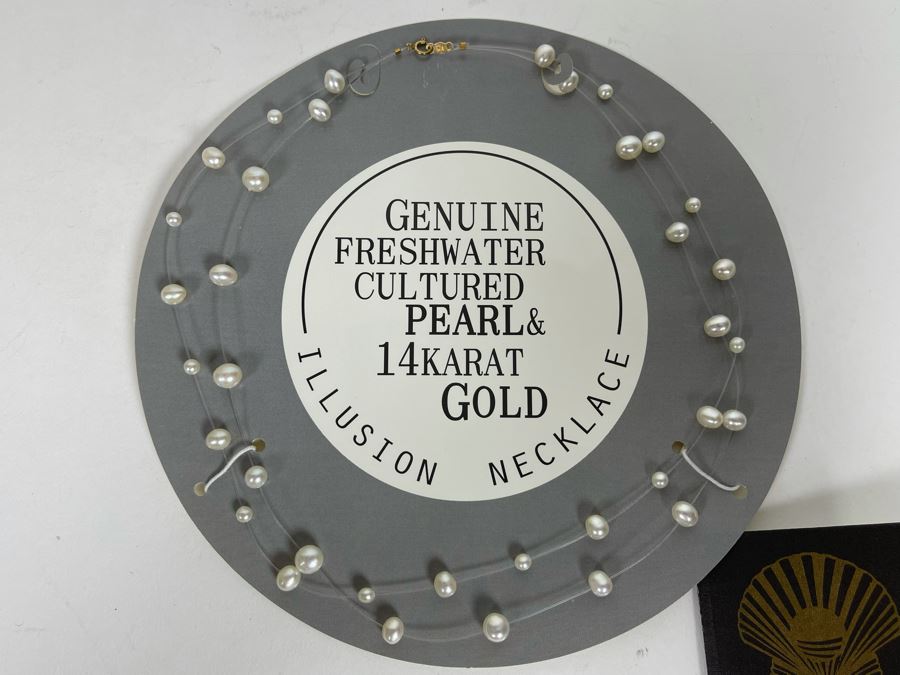 GENUINE
FRESHWATER
CULTURED
PEARL&
14KARAT
GOLD
ILLUSION NECKLACE